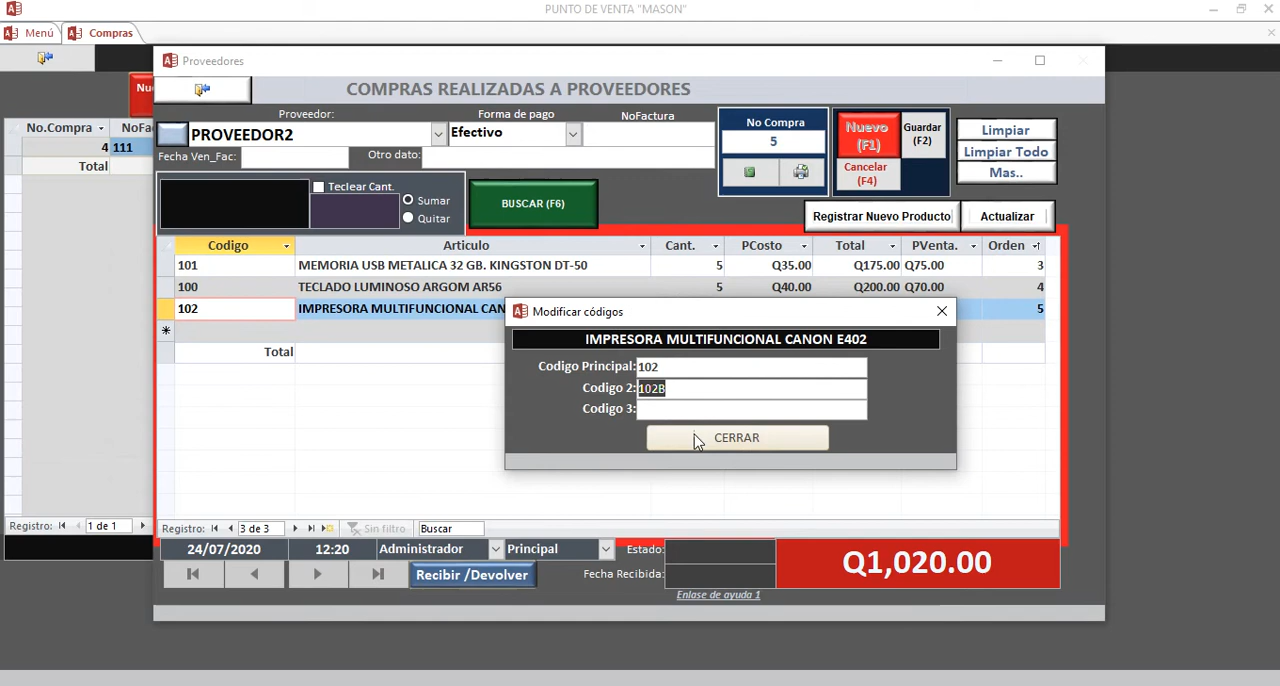 PUNTO DE VENTA "MASON"
Menú
Compras
Nu
No.Compra
NoFac
4
111
Total
Registro:
1 de 1
Proveedores
COMPRAS REALIZADAS A PROVEEDORES
Proveedor:
Forma de pago
NoFactura
PROVEEDOR2
Efectivo
Fecha Ven_Fac:
Otro dato:
No Compra
5
Nuevo (F1)
Guardar (F2)
Cancelar (F4)
Limpiar
Limpiar Todo
Mas..
Teclear Cant.
Sumar
Quitar
BUSCAR (F6)
Registrar Nuevo Producto
Actualizar
Codigo
Articulo
Cant.
PCosto
Total
PVenta.
Orden
101
MEMORIA USB METALICA 32 GB. KINGSTON DT-50
5
Q35.00
Q175.00
Q75.00
3
100
TECLADO LUMINOSO ARGOM AR56
5
Q40.00
Q200.00
Q70.00
4
102
IMPRESORA MULTIFUNCIONAL CAN
5
Total
Modificar códigos
IMPRESORA MULTIFUNCIONAL CANON E402
Codigo Principal:
102
Codigo 2:
102B
Codigo 3:
CERRAR
Registro:
3 de 3
Sin filtro
Buscar
24/07/2020
12:20
Administrador
Principal
Estado:
Recibir /Devolver
Fecha Recibida:
Q1,020.00
Enlase de ayuda 1